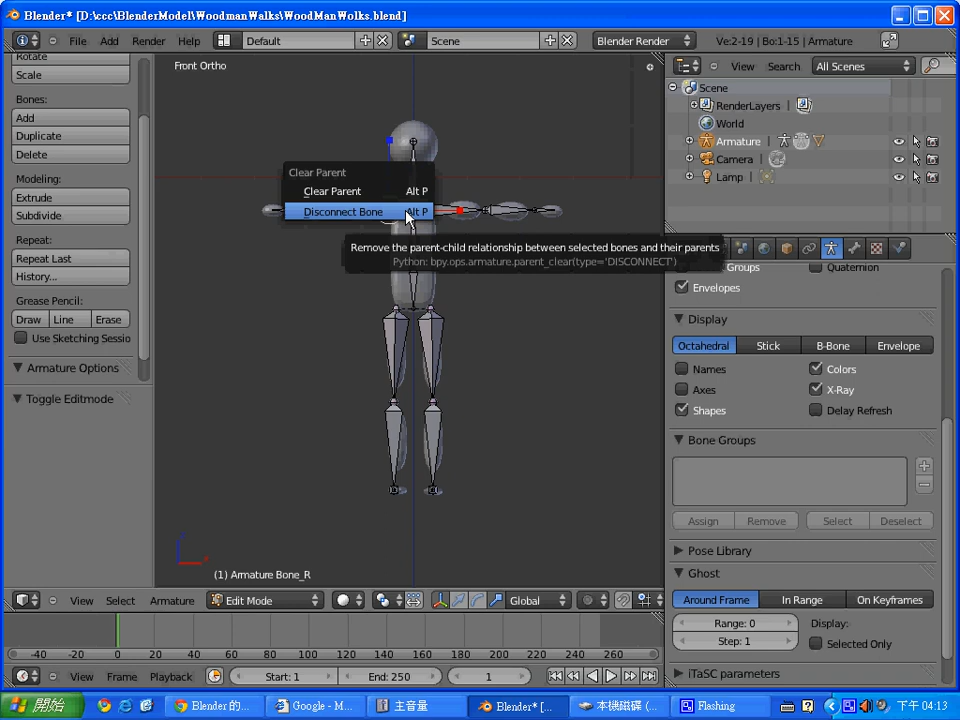 Blender* [D:\ccc\BlenderModel\WoodmanWalks\WoodManWolks.blend]
File Add Render Help Default Scene Blender Render Ve:2-19 | Bo:1-15 | Armature
Rotate
Scale
Bones:
Add
Duplicate
Delete
Modeling:
Extrude
Subdivide
Repeat:
Repeat Last
History...
Grease Pencil:
Draw Line Erase
Use Sketching Sessio
Armature Options
Toggle Editmode
Front Ortho
Clear Parent
Clear Parent Alt P
Disconnect Bone Alt P
Remove the parent-child relationship between selected bones and their parents
Python: bpy.ops.armature.parent_clear(type='DISCONNECT')
(1) Armature Bone_R
View Select Armature Edit Mode Global
-40 -20 0 20 40 60 80 100 120 140 160 180 200 220 240 260
View Frame Playback Start: 1 End: 250 1
View Search All Scenes
Scene
RenderLayers
World
Armature
Camera
Lamp
Groups Quaternion
Envelopes
Display
Octahedral Stick B-Bone Envelope
Names Colors
Axes X-Ray
Shapes Delay Refresh
Bone Groups
Assign Remove Select Deselect
Pose Library
Ghost
Around Frame In Range On Keyframes
Range: 0 Display:
Step: 1 Selected Only
iTaSC parameters
開始 Blender 的... Google - M... 主音量 Blender* [... 本機磁碟 (... Flashing 下午 04:13